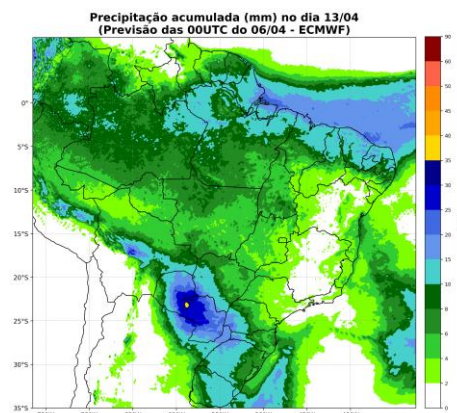 Precipitação acumulada (mm) no dia 13/04
(Previsão das 00UTC do 06/04 - ECMWF)
0°
5°S
10°S
15°S
20°S
25°S
30°S
35°S
90
60
50
45
40
35
30
25
20
15
10
8
6
4
2
0